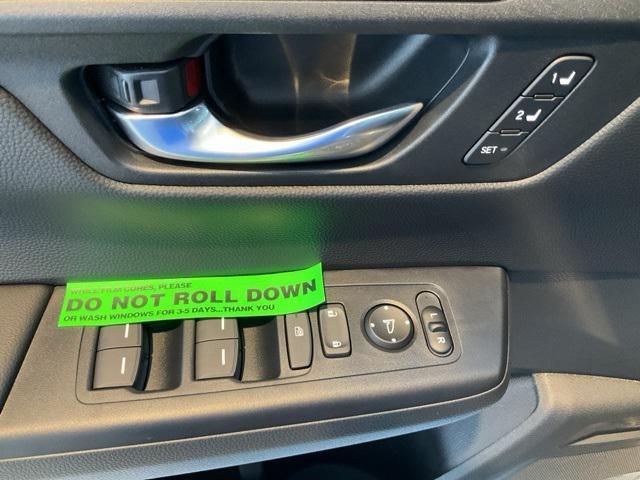 1
2
SET
WHILE FILM CURES, PLEASE
DO NOT ROLL DOWN
OR WASH WINDOWS FOR 3-5 DAYS...THANK YOU
L
R